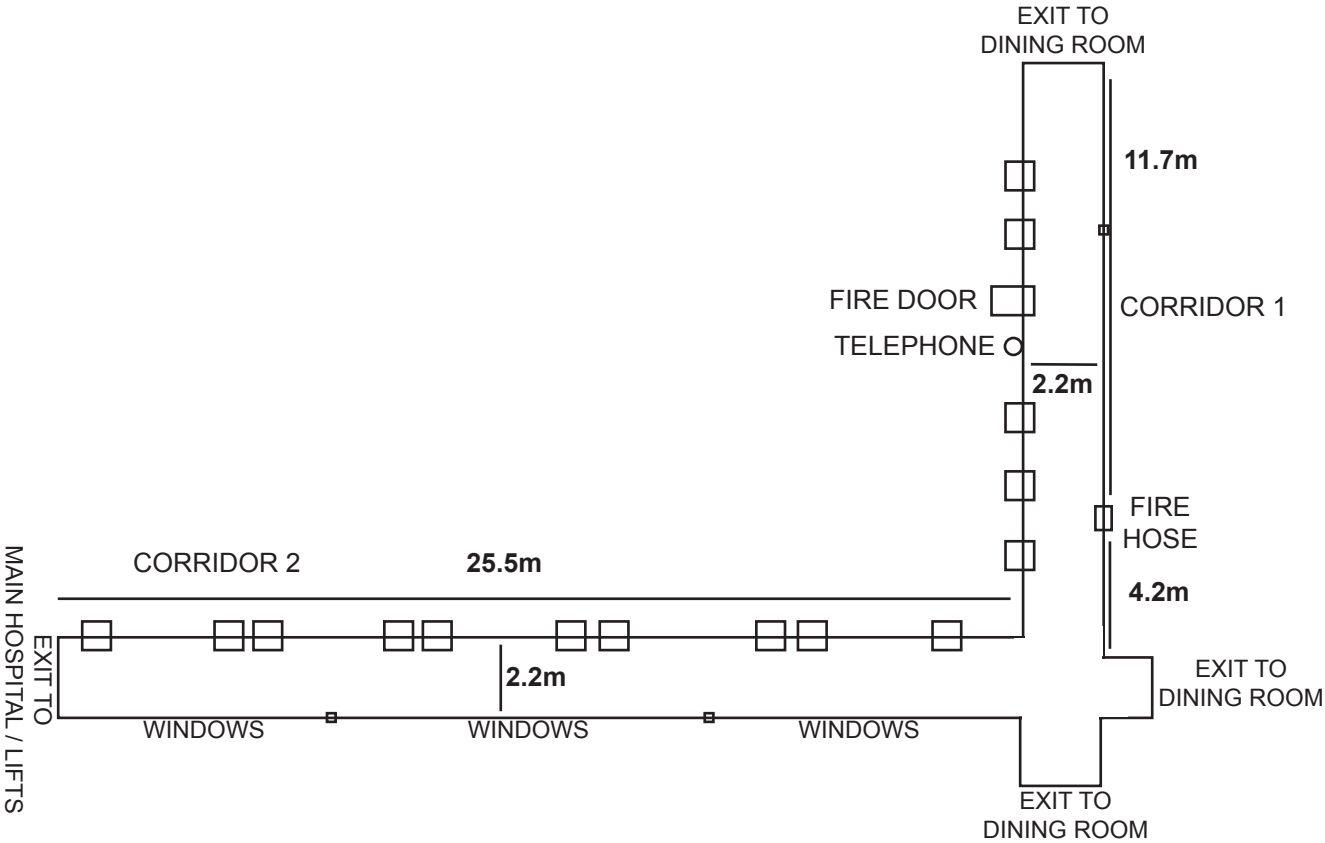 EXIT TO
DINING ROOM
11.7m
FIRE DOOR
CORRIDOR 1
TELEPHONE
2.2m
FIRE
HOSE
CORRIDOR 2
25.5m
4.2m
MAIN HOSPITAL / LIFTS
EXIT TO
2.2m
EXIT TO
DINING ROOM
WINDOWS
WINDOWS
WINDOWS
EXIT TO
DINING ROOM